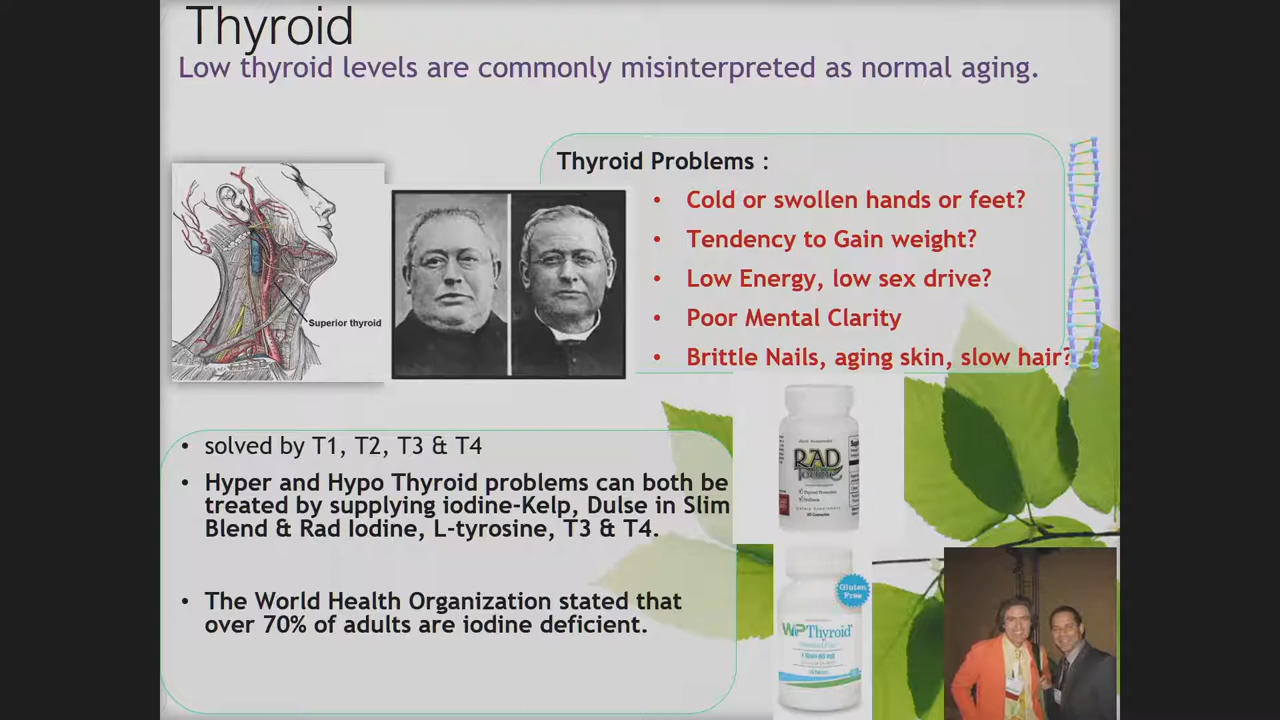 Thyroid
Low thyroid levels are commonly misinterpreted as normal aging.
Thyroid Problems :
• Cold or swollen hands or feet?
• Tendency to Gain weight?
• Low Energy, low sex drive?
• Poor Mental Clarity
• Brittle Nails, aging skin, slow hair?
Superior thyroid
• solved by T1, T2, T3 & T4
• Hyper and Hypo Thyroid problems can both be
treated by supplying iodine-Kelp, Dulse in Slim
Blend & Rad Iodine, L-tyrosine, T3 & T4.
• The World Health Organization stated that
over 70% of adults are iodine deficient.
RAD
Iodine
Gluten
Free
WP Thyroid